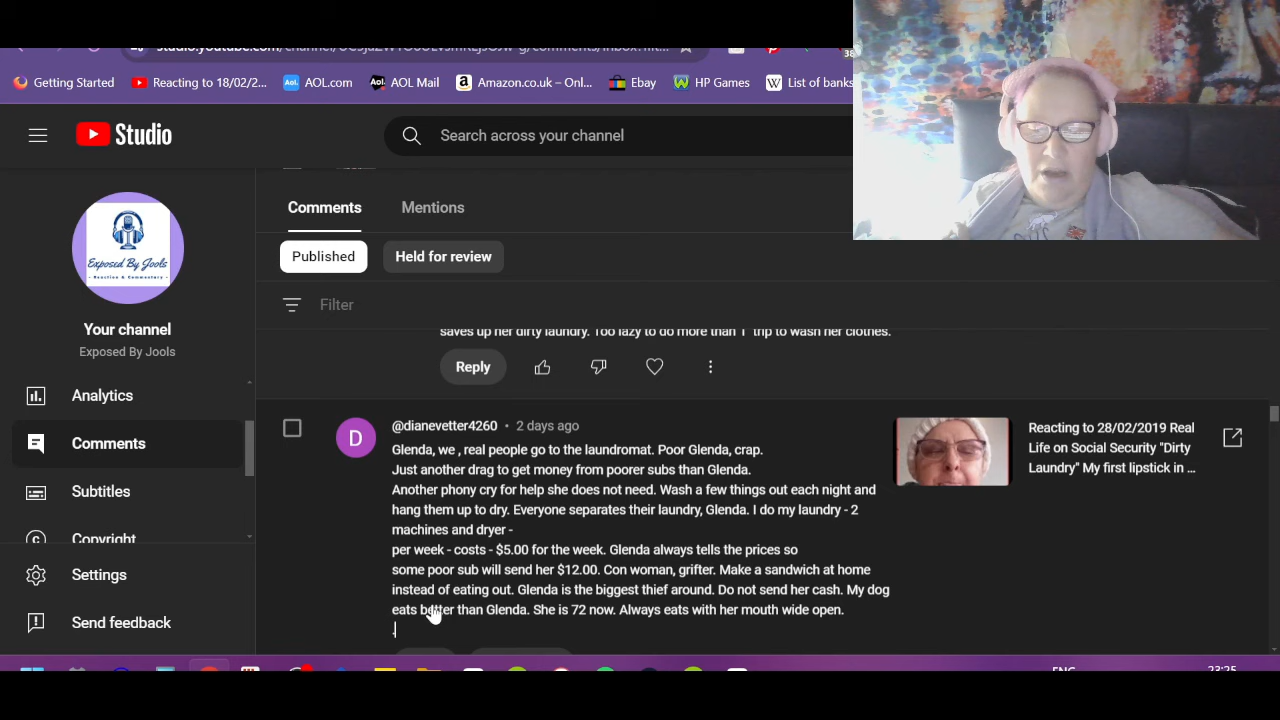 Getting Started
Reacting to 18/02/2...
AOL.com
AOL Mail
Amazon.co.uk – Onl...
Ebay
HP Games
List of banks
Studio
Search across your channel
Exposed By Jools
- Reaction & Commentary -
Your channel
Exposed By Jools
Analytics
Comments
Subtitles
Copyright
Settings
Send feedback
Comments
Mentions
Published
Held for review
Filter
saves up her dirty laundry. Too lazy to do more than 1 trip to wash her clothes.
Reply
D
@dianevetter4260 • 2 days ago
Glenda, we , real people go to the laundromat. Poor Glenda, crap.
Just another drag to get money from poorer subs than Glenda.
Another phony cry for help she does not need. Wash a few things out each night and
hang them up to dry. Everyone separates their laundry, Glenda. I do my laundry - 2
machines and dryer -
per week - costs - $5.00 for the week. Glenda always tells the prices so
some poor sub will send her $12.00. Con woman, grifter. Make a sandwich at home
instead of eating out. Glenda is the biggest thief around. Do not send her cash. My dog
eats better than Glenda. She is 72 now. Always eats with her mouth wide open.
.
Reacting to 28/02/2019 Real
Life on Social Security "Dirty
Laundry" My first lipstick in ...
ENG
23:25